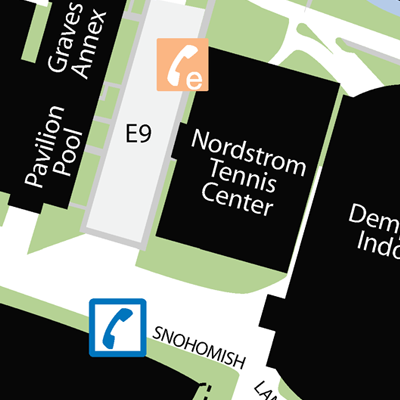 Graves
Annex
e
Pavilion
Pool
E9
Nordstrom
Tennis
Center
Dem
Indo
SNOHOMISH
LAN